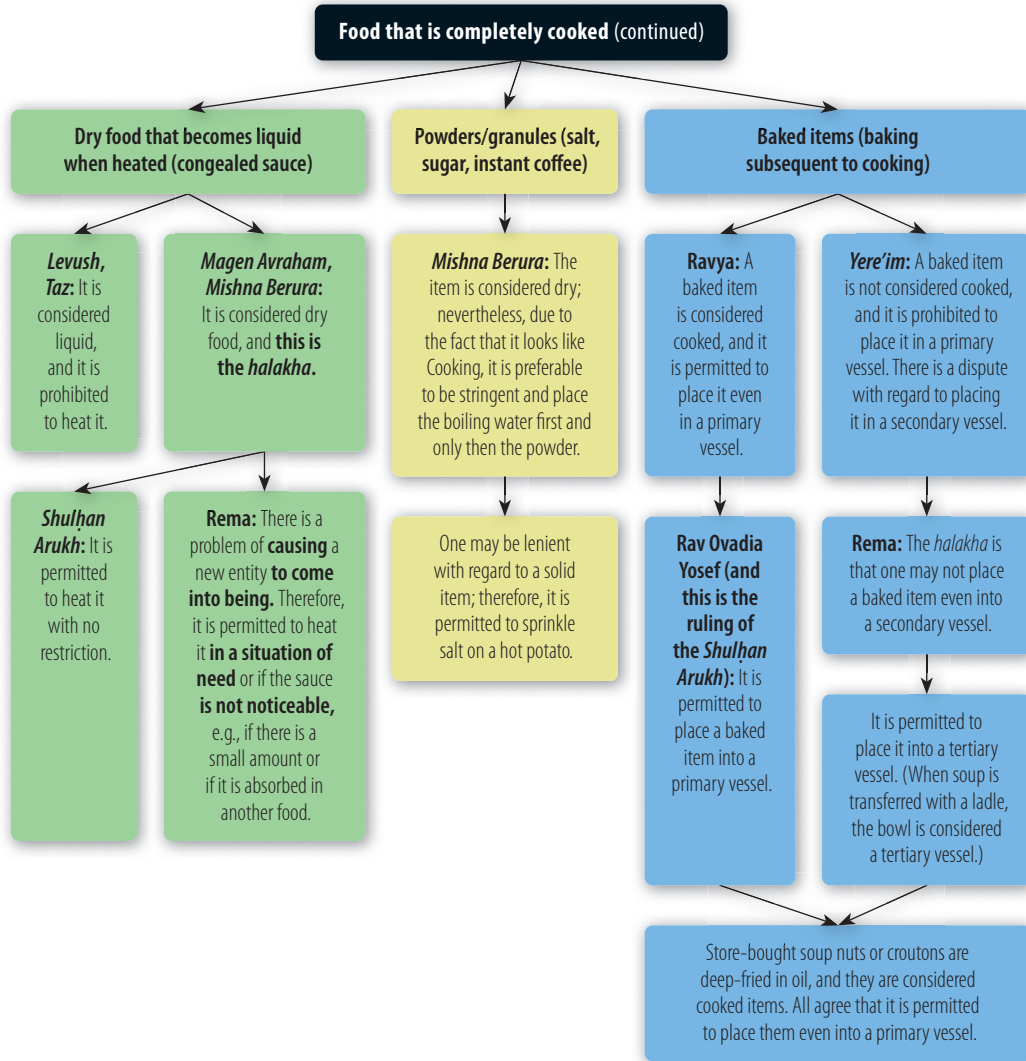 Food that is completely cooked (continued)
Dry food that becomes liquid
when heated (congealed sauce)
Levush,
Taz: It is
considered
liquid,
and it is
prohibited
to heat it.
Magen Avraham,
Mishna Berura:
It is considered dry
food, and this is
the halakha.
Shulḥan
Arukh: It is
permitted
to heat it
with no
restriction.
Rema: There is a
problem of causing a
new entity to come
into being. Therefore,
it is permitted to heat
it in a situation of
need or if the sauce
is not noticeable,
e.g., if there is a
small amount or
if it is absorbed in
another food.
Powders/granules (salt,
sugar, instant coffee)
Mishna Berura: The
item is considered dry;
nevertheless, due to
the fact that it looks like
Cooking, it is preferable
to be stringent and place
the boiling water first and
only then the powder.
One may be lenient
with regard to a solid
item; therefore, it is
permitted to sprinkle
salt on a hot potato.
Baked items (baking
subsequent to cooking)
Ravya: A
baked item
is considered
cooked, and it
is permitted to
place it even
in a primary
vessel.
Rav Ovadia
Yosef (and
this is the
ruling of
the Shulḥan
Arukh): It is
permitted to
place a baked
item into a
primary vessel.
Yere’im: A baked item
is not considered cooked,
and it is prohibited to
place it in a primary
vessel. There is a dispute
with regard to placing
it in a secondary vessel.
Rema: The halakha is
that one may not place
a baked item even into
a secondary vessel.
It is permitted to
place it into a tertiary
vessel. (When soup is
transferred with a ladle,
the bowl is considered
a tertiary vessel.)
Store-bought soup nuts or croutons are
deep-fried in oil, and they are considered
cooked items. All agree that it is permitted
to place them even into a primary vessel.